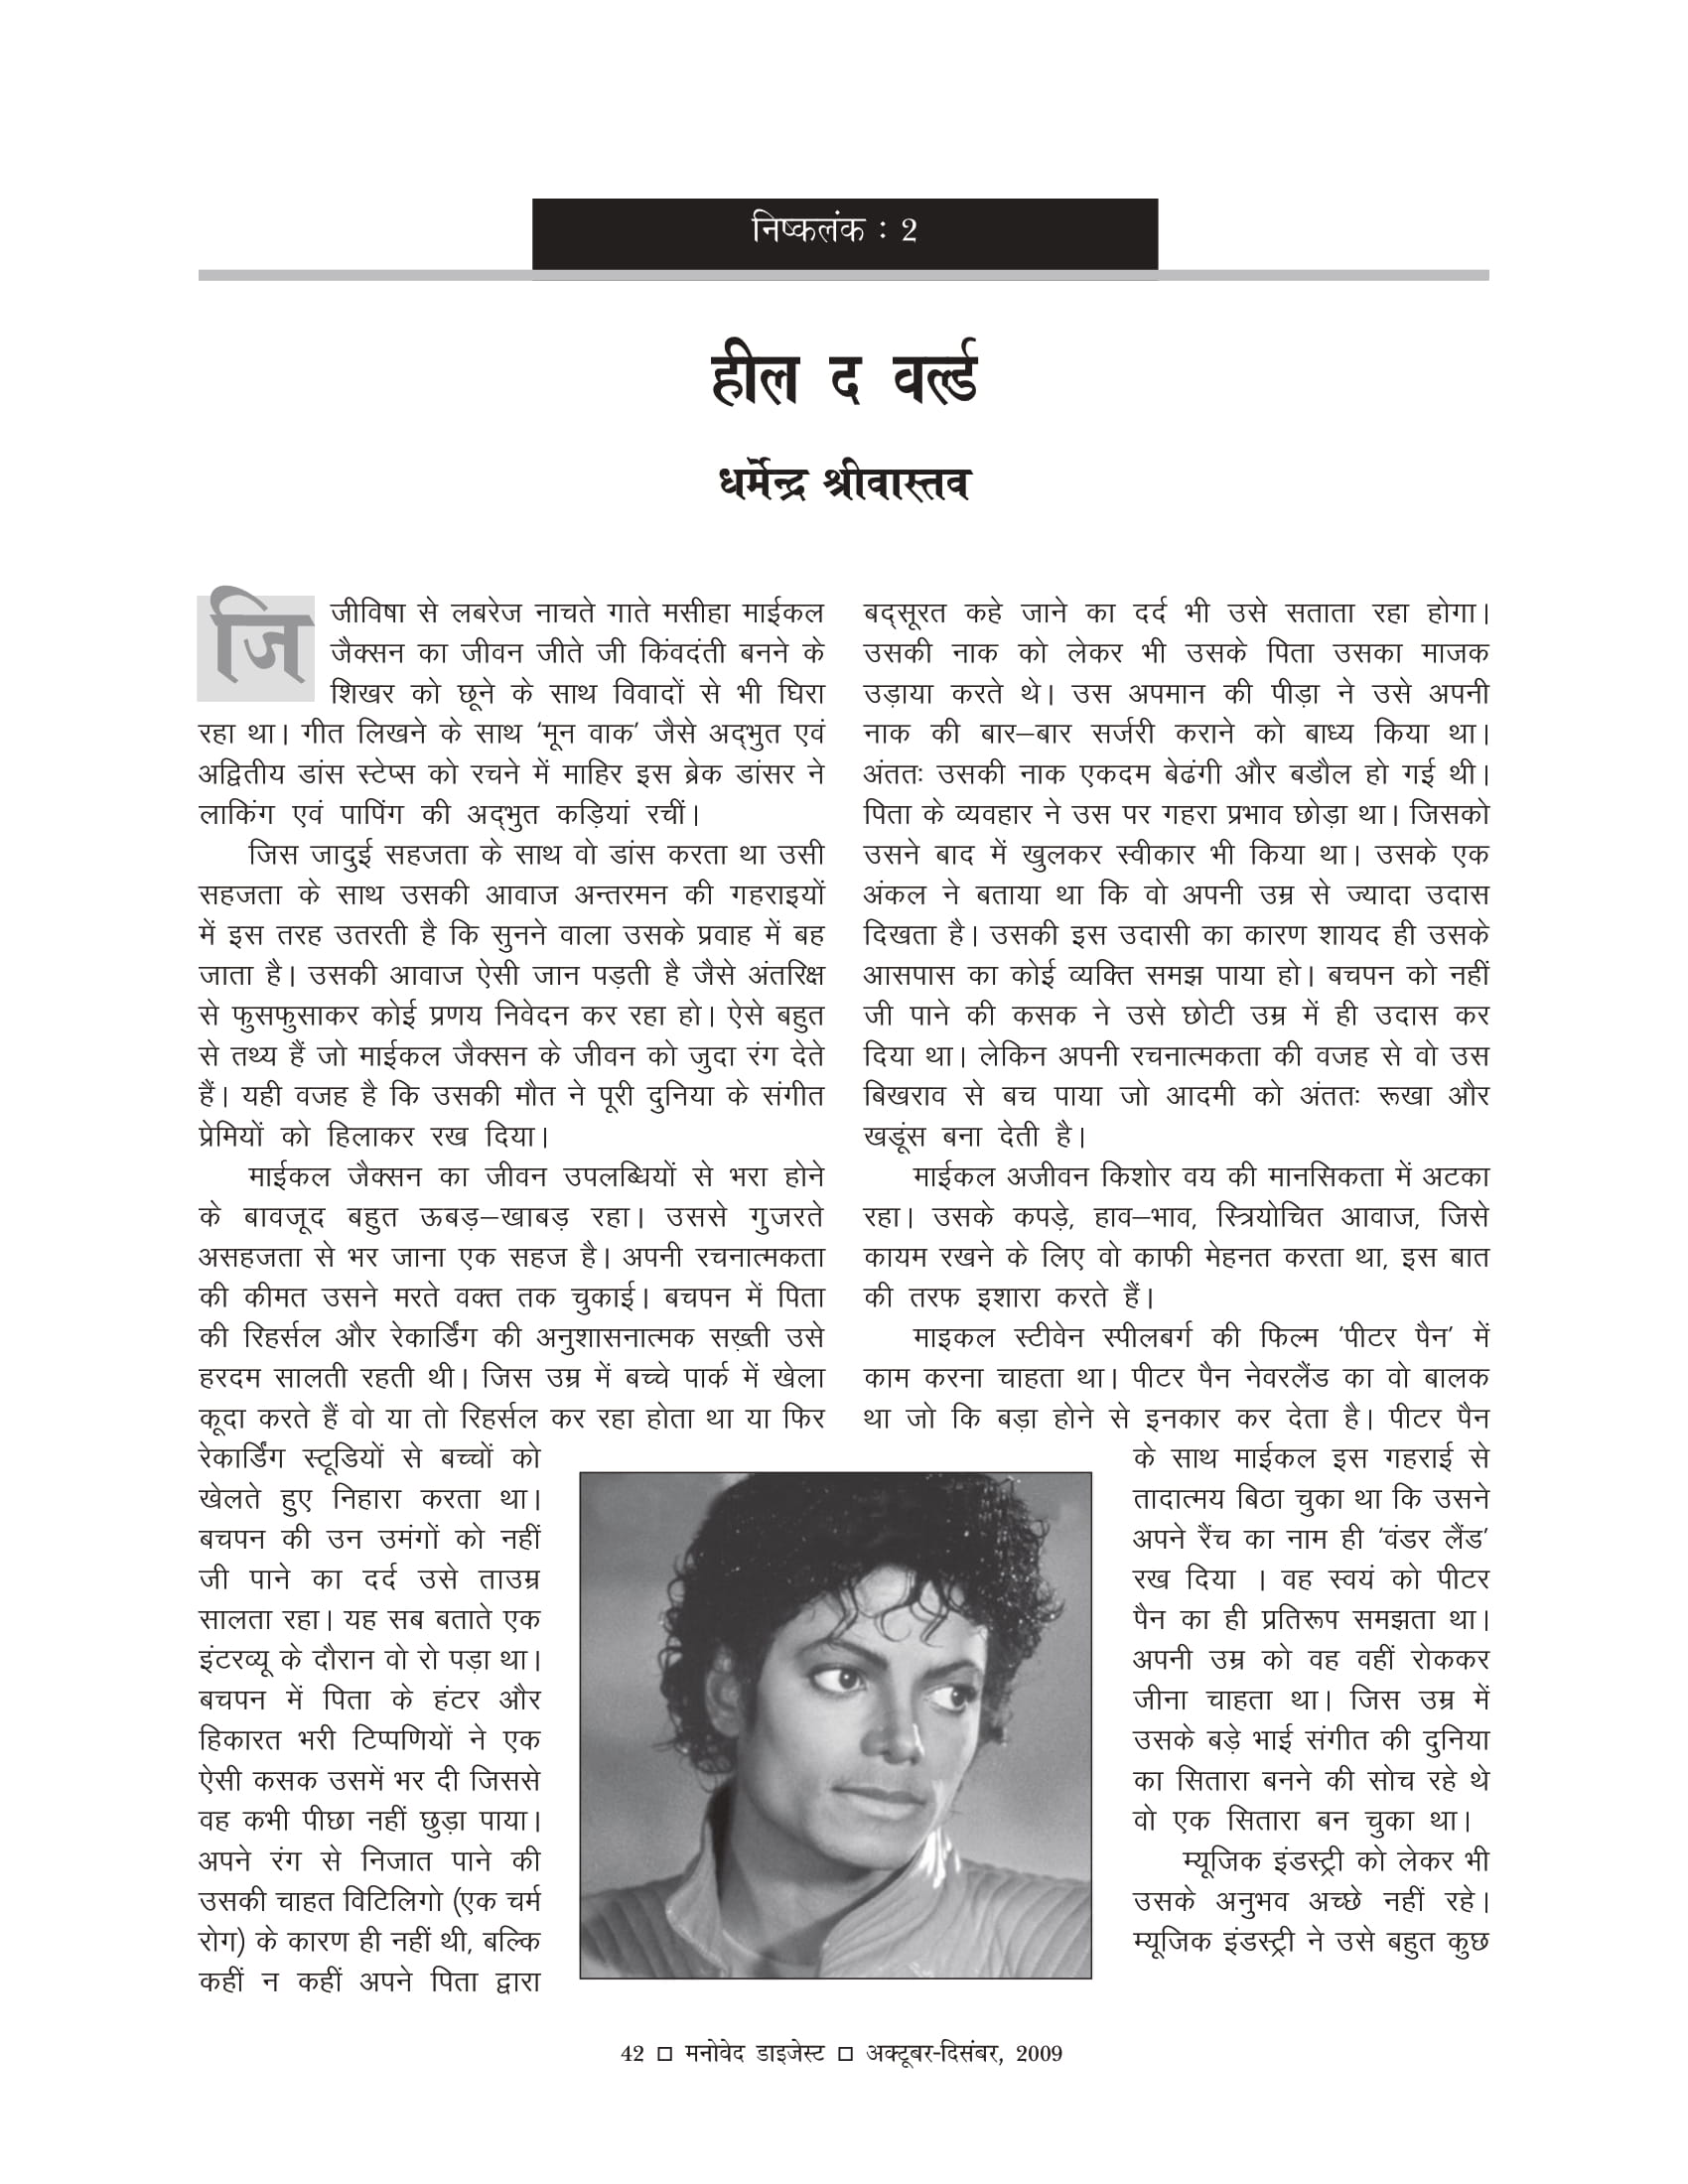 निष्कलंक : 2
हील द वर्ल्ड
धर्मेन्द्र श्रीवास्तव
जि
जीविषा से लबरेज नाचते गाते मसीहा माईकल
जैक्सन का जीवन जीते जी किंवदंती बनने के
शिखर को छूने के साथ विवादों से भी घिरा
रहा था। गीत लिखने के साथ 'मून वाक' जैसे अद्भुत एवं
अद्वितीय डांस स्टेप्स को रचने में माहिर इस ब्रेक डांसर ने
लाकिंग एवं पापिंग की अद्भुत कड़ियां रचीं।
जिस जादुई सहजता के साथ वो डांस करता था उसी
सहजता के साथ उसकी आवाज अन्तरमन की गहराइयों
में इस तरह उतरती है कि सुनने वाला उसके प्रवाह में बह
जाता है। उसकी आवाज ऐसी जान पड़ती है जैसे अंतरिक्ष
से फुसफुसाकर कोई प्रणय निवेदन कर रहा हो। ऐसे बहुत
से तथ्य हैं जो माईकल जैक्सन के जीवन को जुदा रंग देते
हैं। यही वजह है कि उसकी मौत ने पूरी दुनिया के संगीत
प्रेमियों को हिलाकर रख दिया।
माईकल जैक्सन का जीवन उपलब्धियों से भरा होने
के बावजूद बहुत ऊबड़–खाबड़ रहा। उससे गुजरते
असहजता से भर जाना एक सहज है। अपनी रचनात्मकता
की कीमत उसने मरते वक्त तक चुकाई। बचपन में पिता
की रिहर्सल और रेकार्डिंग की अनुशासनात्मक सख़्ती उसे
हरदम सालती रहती थी। जिस उम्र में बच्चे पार्क में खेला
कूदा करते हैं वो या तो रिहर्सल कर रहा होता था या फिर
रेकार्डिंग स्टूडियों से बच्चों को
खेलते हुए निहारा करता था।
बचपन की उन उमंगों को नहीं
जी पाने का दर्द उसे ताउम्र
सालता रहा। यह सब बताते एक
इंटरव्यू के दौरान वो रो पड़ा था।
बचपन में पिता के हंटर और
हिकारत भरी टिप्पणियों ने एक
ऐसी कसक उसमें भर दी जिससे
वह कभी पीछा नहीं छुड़ा पाया।
अपने रंग से निजात पाने की
उसकी चाहत विटिलिगो (एक चर्म
रोग) के कारण ही नहीं थी, बल्कि
कहीं न कहीं अपने पिता द्वारा
बद्सूरत कहे जाने का दर्द भी उसे सताता रहा होगा।
उसकी नाक को लेकर भी उसके पिता उसका माजक
उड़ाया करते थे। उस अपमान की पीड़ा ने उसे अपनी
नाक की बार–बार सर्जरी कराने को बाध्य किया था।
अंततः उसकी नाक एकदम बेढंगी और बडौल हो गई थी।
पिता के व्यवहार ने उस पर गहरा प्रभाव छोड़ा था। जिसको
उसने बाद में खुलकर स्वीकार भी किया था। उसके एक
अंकल ने बताया था कि वो अपनी उम्र से ज्यादा उदास
दिखता है। उसकी इस उदासी का कारण शायद ही उसके
आसपास का कोई व्यक्ति समझ पाया हो। बचपन को नहीं
जी पाने की कसक ने उसे छोटी उम्र में ही उदास कर
दिया था। लेकिन अपनी रचनात्मकता की वजह से वो उस
बिखराव से बच पाया जो आदमी को अंततः रूखा और
खडूंस बना देती है।
माईकल अजीवन किशोर वय की मानसिकता में अटका
रहा। उसके कपड़े, हाव–भाव, स्त्रियोचित आवाज, जिसे
कायम रखने के लिए वो काफी मेहनत करता था, इस बात
की तरफ इशारा करते हैं।
माइकल स्टीवेन स्पीलबर्ग की फिल्म 'पीटर पैन' में
काम करना चाहता था। पीटर पैन नेवरलैंड का वो बालक
था जो कि बड़ा होने से इनकार कर देता है। पीटर पैन
के साथ माईकल इस गहराई से
तादात्मय बिठा चुका था कि उसने
अपने रैंच का नाम ही 'वंडर लैंड'
रख दिया । वह स्वयं को पीटर
पैन का ही प्रतिरूप समझता था।
अपनी उम्र को वह वहीं रोककर
जीना चाहता था। जिस उम्र में
उसके बड़े भाई संगीत की दुनिया
का सितारा बनने की सोच रहे थे
वो एक सितारा बन चुका था।
म्यूजिक इंडस्ट्री को लेकर भी
उसके अनुभव अच्छे नहीं रहे।
म्यूजिक इंडस्ट्री ने उसे बहुत कुछ
42 □ मनोवेद डाइजेस्ट □ अक्टूबर-दिसंबर, 2009